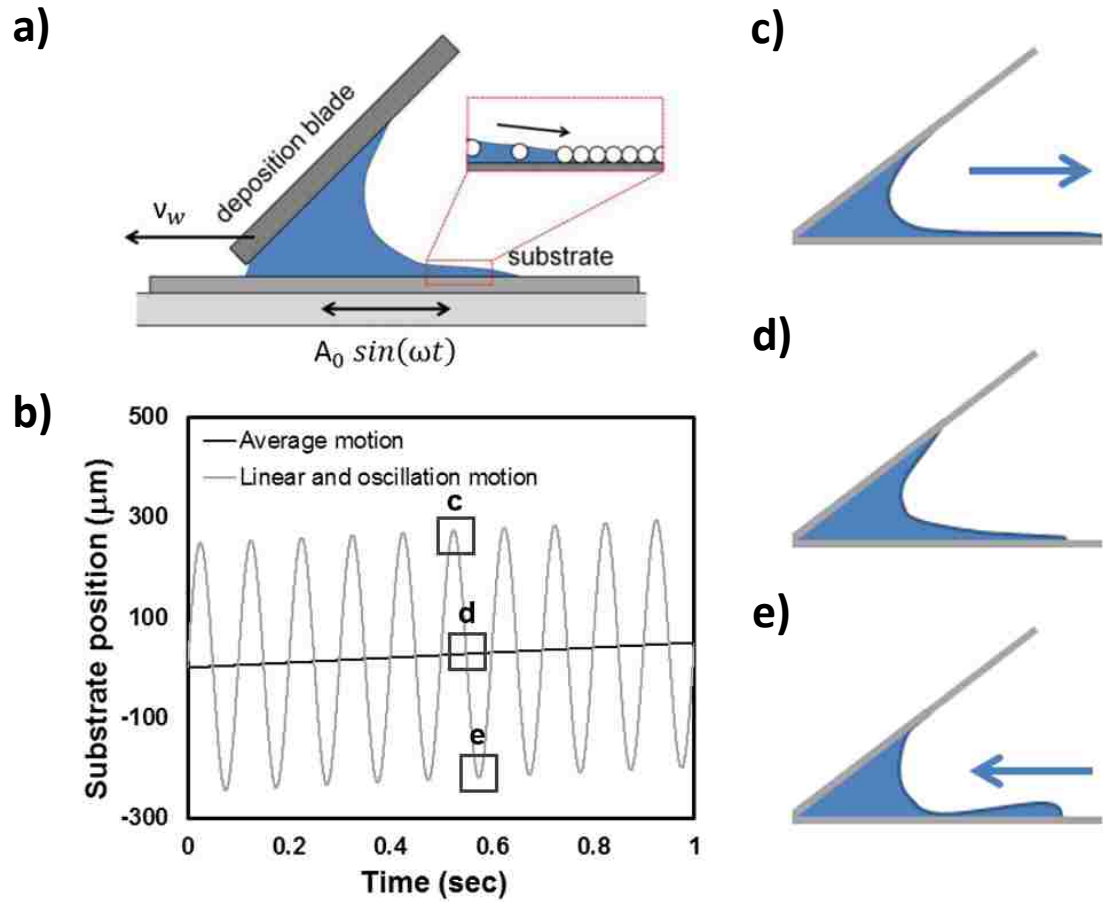 a)
deposition blade
v_w
substrate
A₀ sin(ωt)
b)
500
300
100
-100
-300
Substrate position (μm)
Average motion
Linear and oscillation motion
c
d
e
0
0.2
0.4
0.6
0.8
1
Time (sec)
c)
d)
e)